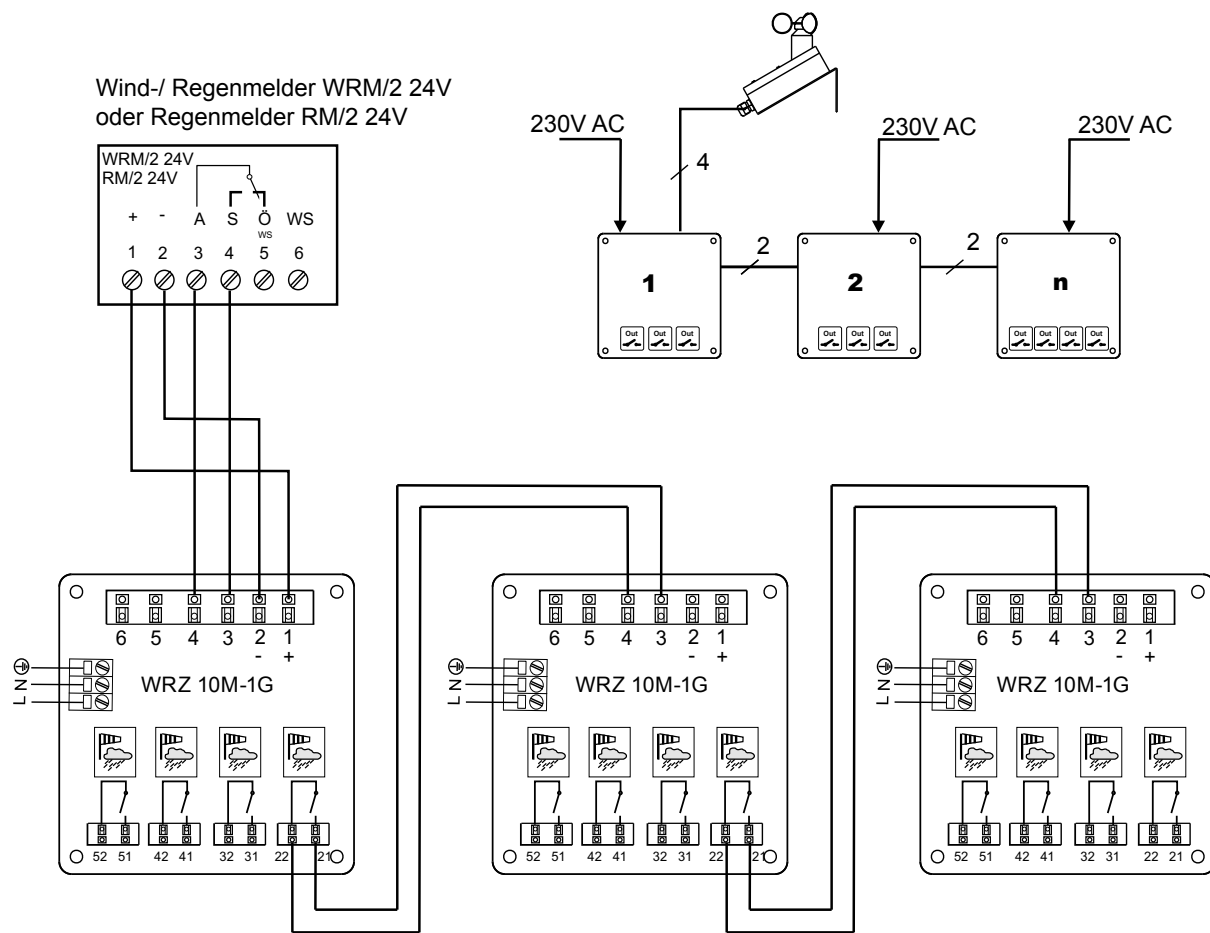 Wind-/ Regenmelder WRM/2 24V
oder Regenmelder RM/2 24V
WRM/2 24V
RM/2 24V
+ - A S Ö WS
WS
1 2 3 4 5 6
230V AC 230V AC 230V AC
4
2 2
1 2 n
Out Out Out Out Out Out Out Out Out Out
6 5 4 3 2 1 6 5 4 3 2 1 6 5 4 3 2 1
- + - + - +
L N WRZ 10M-1G L N WRZ 10M-1G L N WRZ 10M-1G
52 51 42 41 32 31 22 21 52 51 42 41 32 31 22 21 52 51 42 41 32 31 22 21